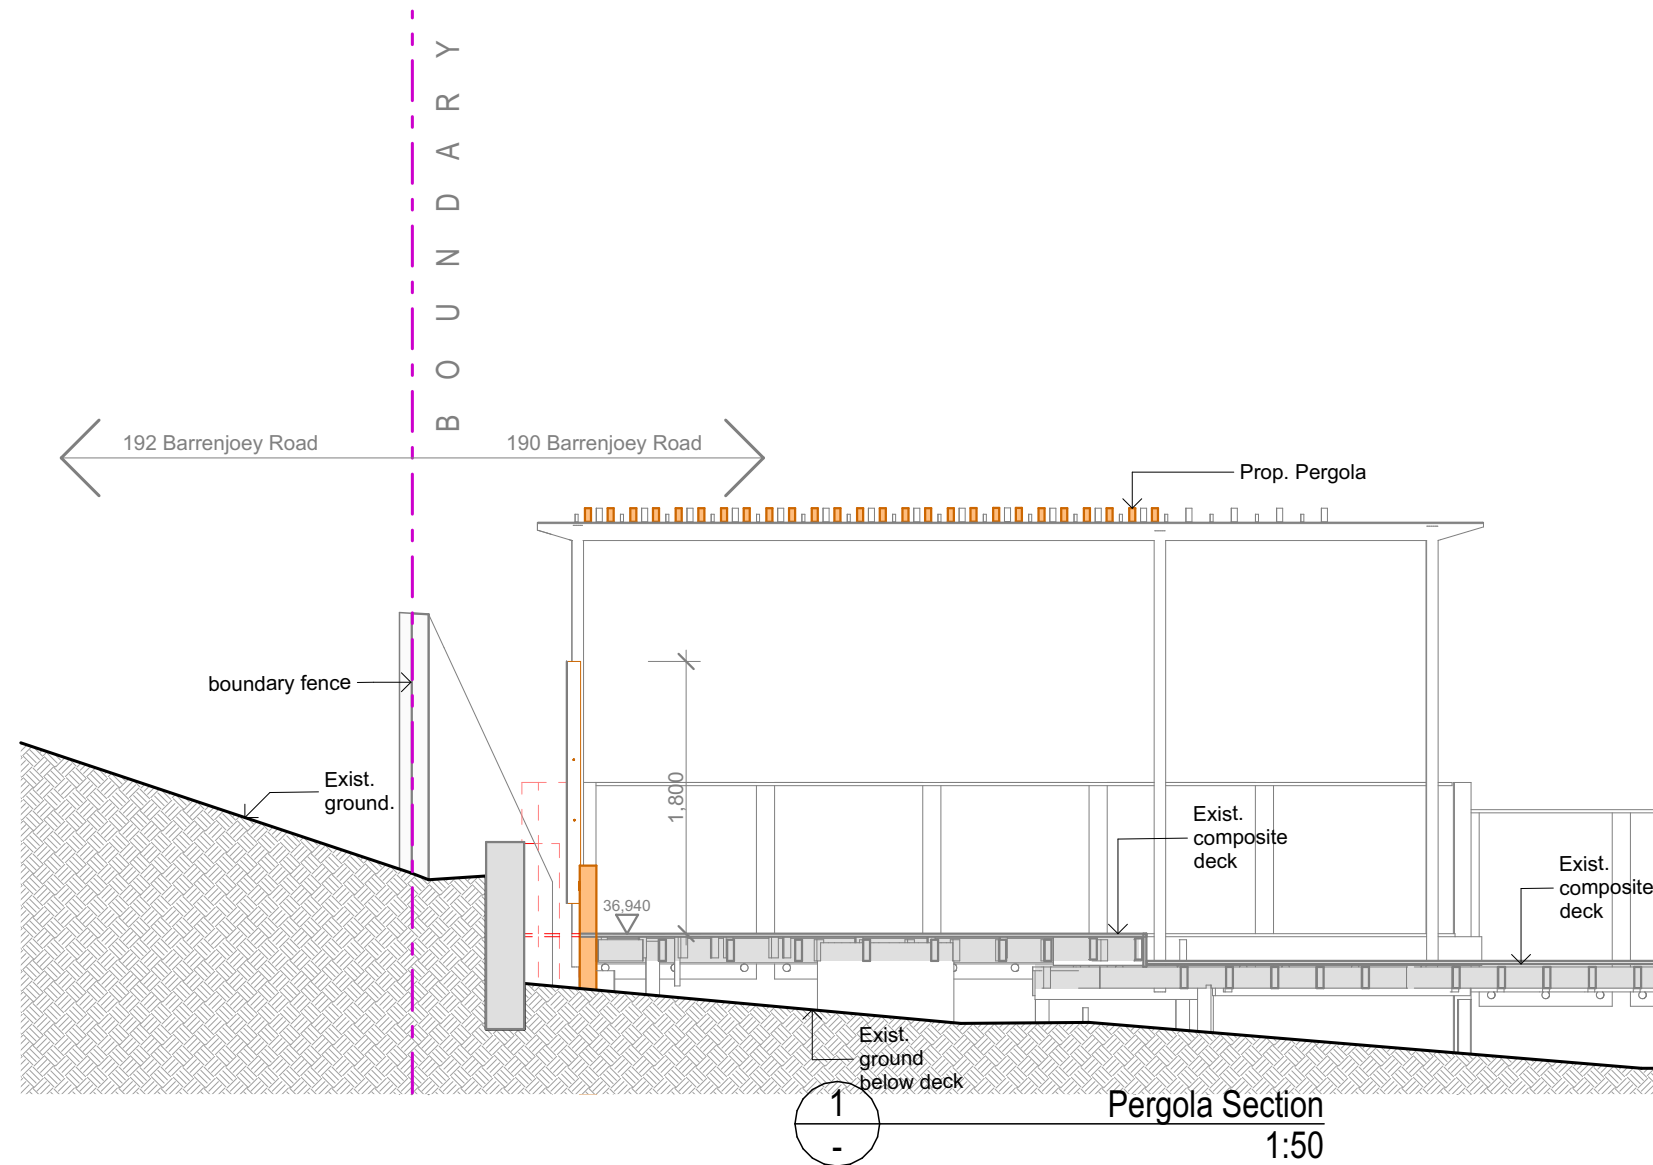 BOUNDARY
192 Barrenjoey Road
190 Barrenjoey Road
Prop. Pergola
boundary fence
Exist.
ground.
1,800
Exist.
composite
deck
Exist.
composite
deck
36,940
Exist.
ground
below deck
1
-
Pergola Section
1:50